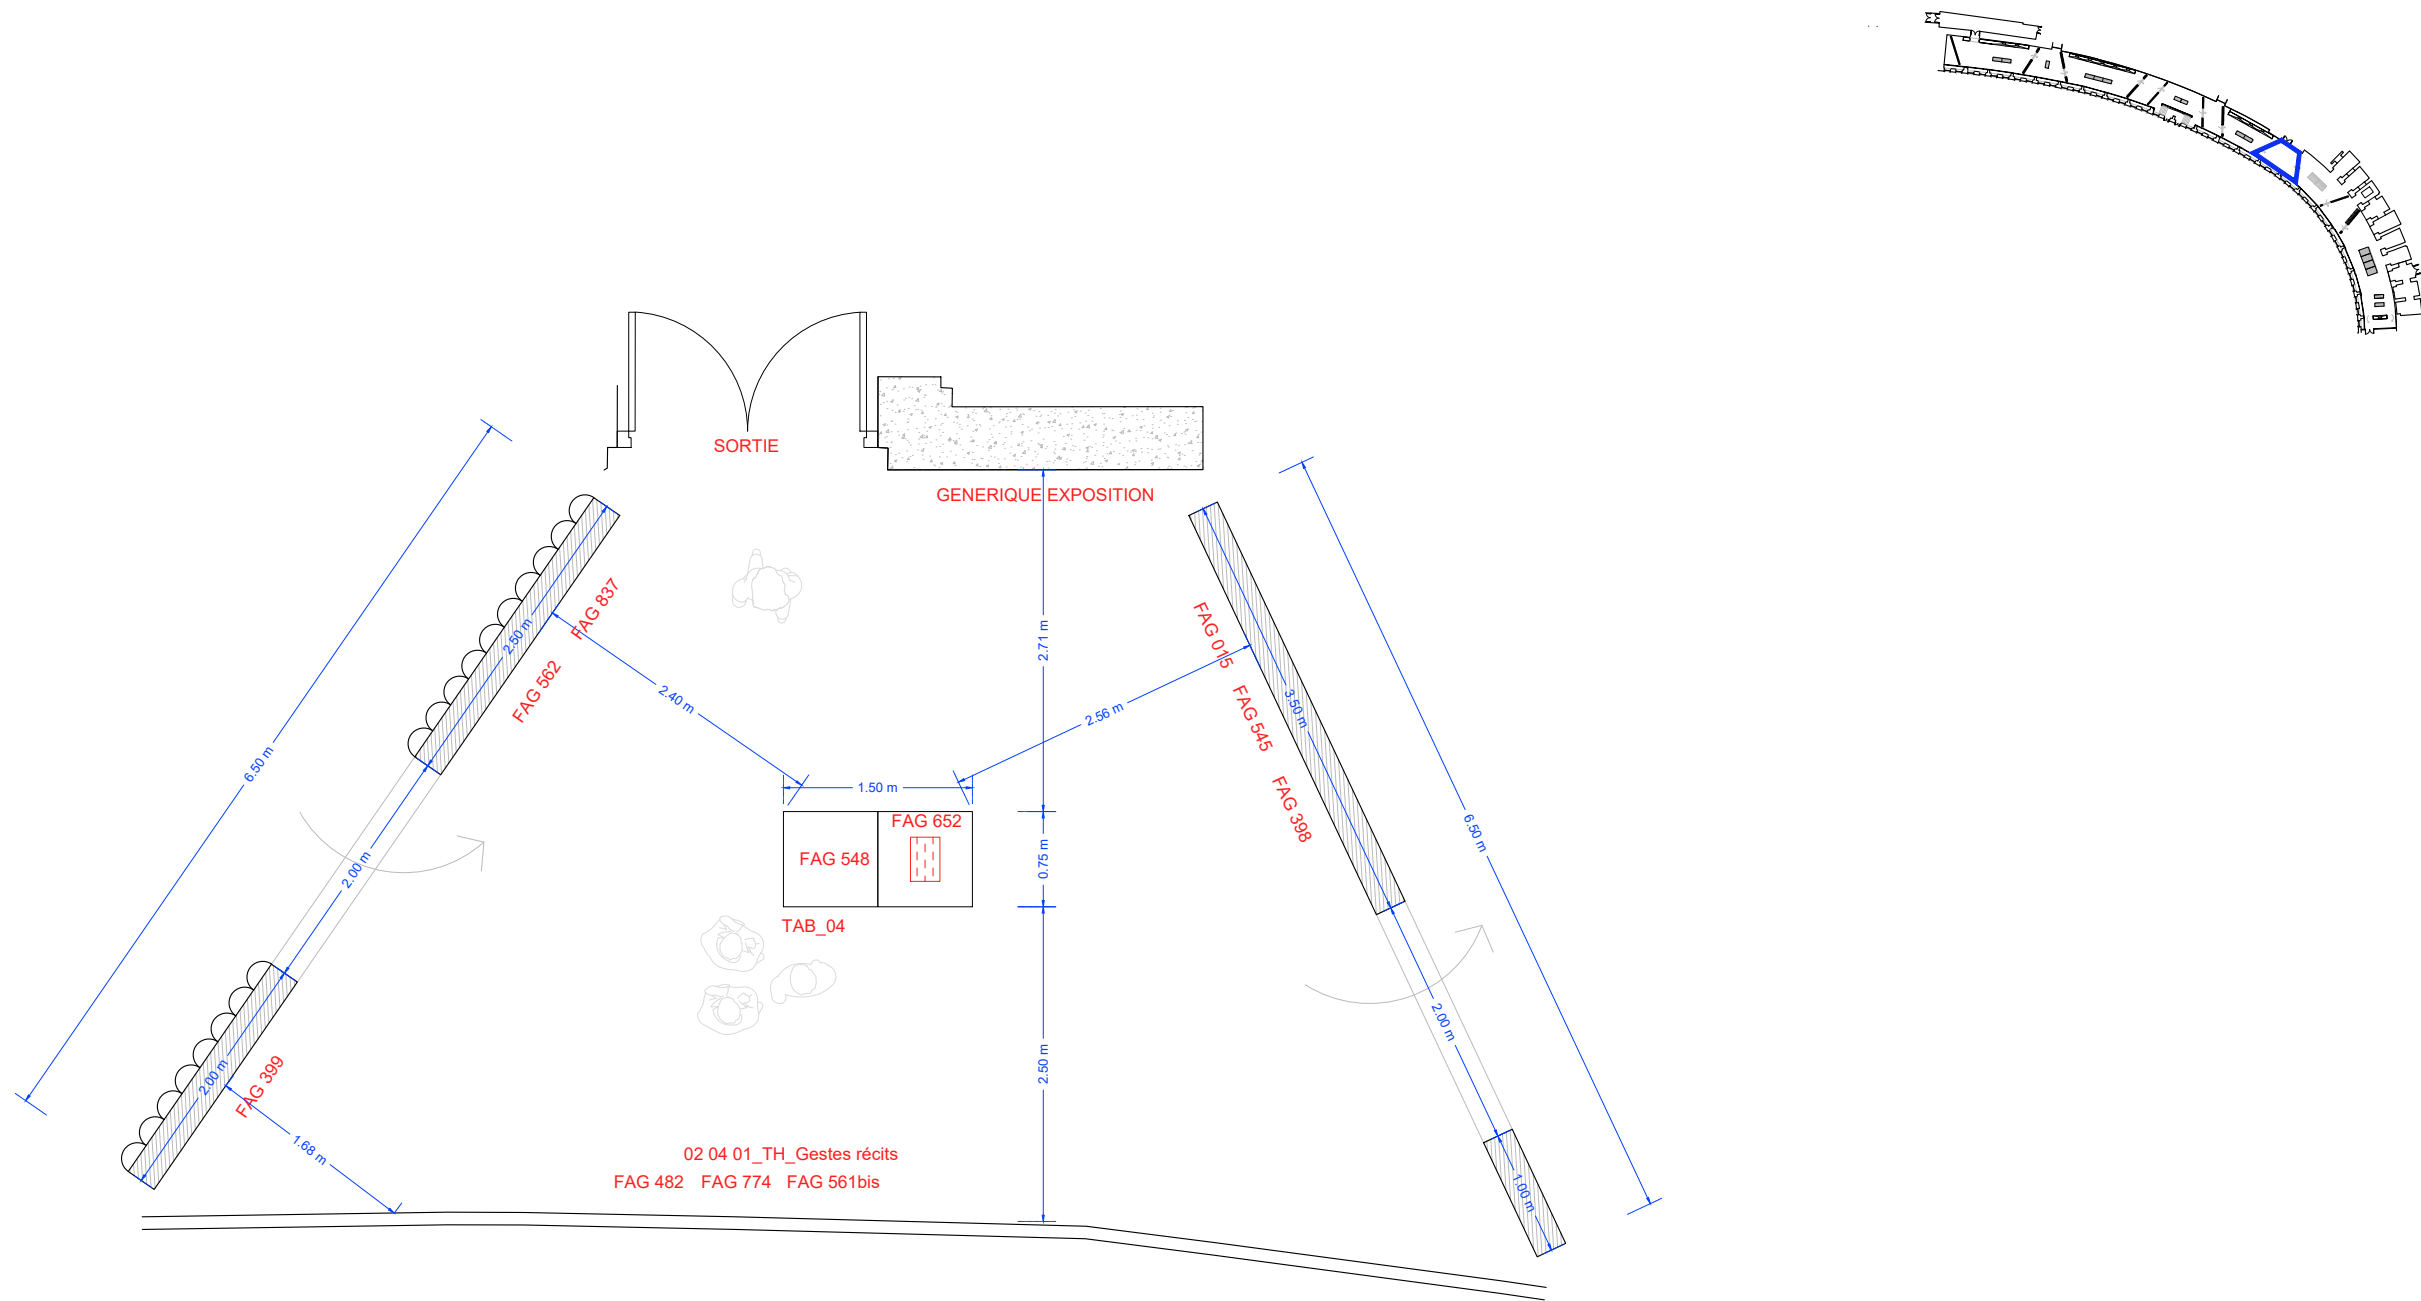 SORTIE
GENERIQUE EXPOSITION
FAG 837
2.50 m
FAG 562
6.50 m
2.40 m
2.71 m
2.56 m
FAG 015
FAG 545
3.50 m
FAG 398
6.50 m
1.50 m
FAG 652
FAG 548
0.75 m
TAB_04
2.00 m
2.00 m
2.50 m
2.00 m
FAG 399
1.68 m
1.00 m
02 04 01_TH_Gestes récits
FAG 482 FAG 774 FAG 561bis